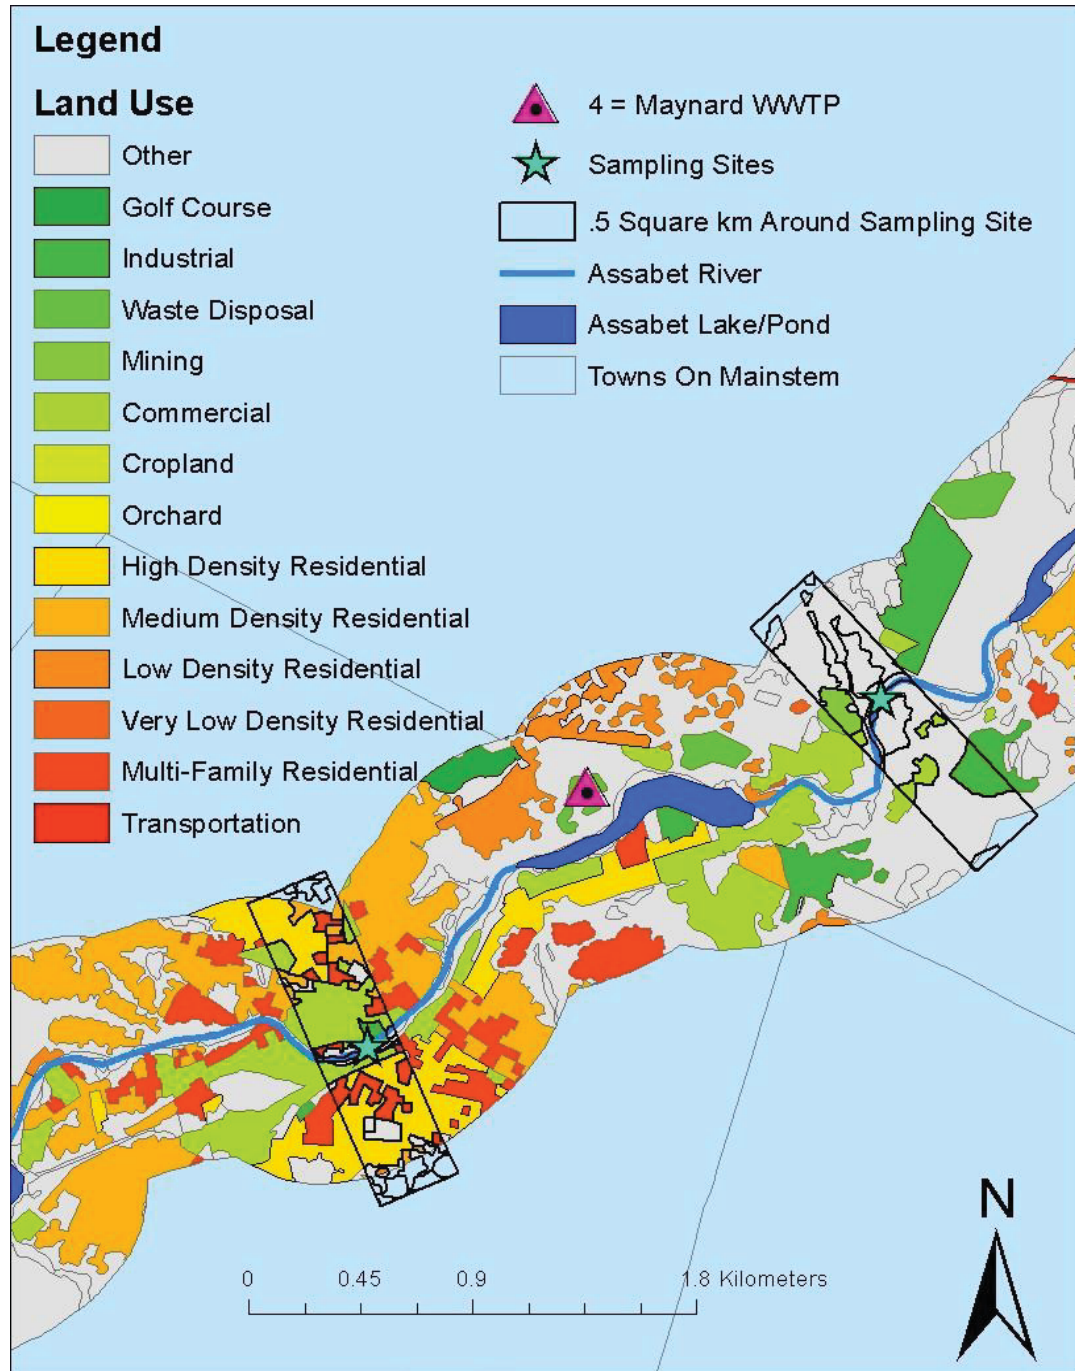 Legend
Land Use
Other
Golf Course
Industrial
Waste Disposal
Mining
Commercial
Cropland
Orchard
High Density Residential
Medium Density Residential
Low Density Residential
Very Low Density Residential
Multi-Family Residential
Transportation
4 = Maynard WWTP
Sampling Sites
.5 Square km Around Sampling Site
Assabet River
Assabet Lake/Pond
Towns On Mainstem
0 0.45 0.9 1.8 Kilometers
N